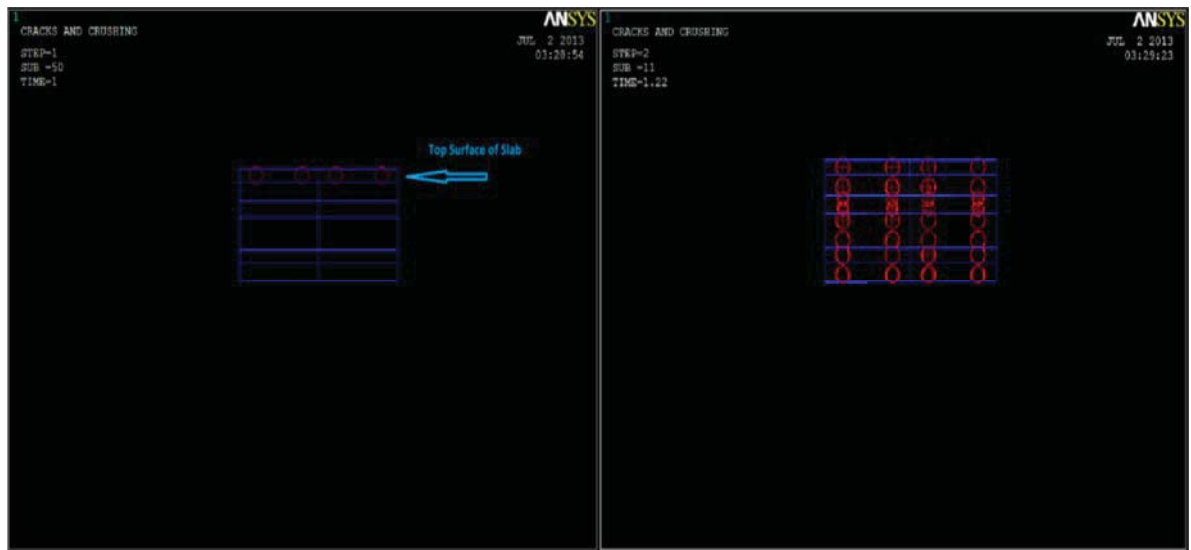 1
ANSYS
CRACKS AND CRUSHING
JUL 2 2013
STEP=1
03:28:54
SUB =50
TIME=1
Top Surface of Slab
1
ANSYS
CRACKS AND CRUSHING
JUL 2 2013
STEP=2
03:29:23
SUB =11
TIME=1.22